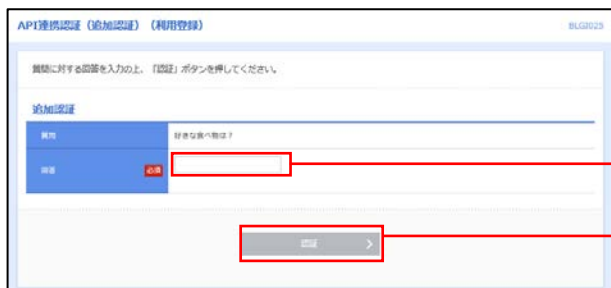 API連携認証（追加認証）（利用登録）
BLGI025
質問に対する回答を入力の上、「認証」ボタンを押してください。
追加認証
質問
好きな食べ物は？
回答
必須
認証